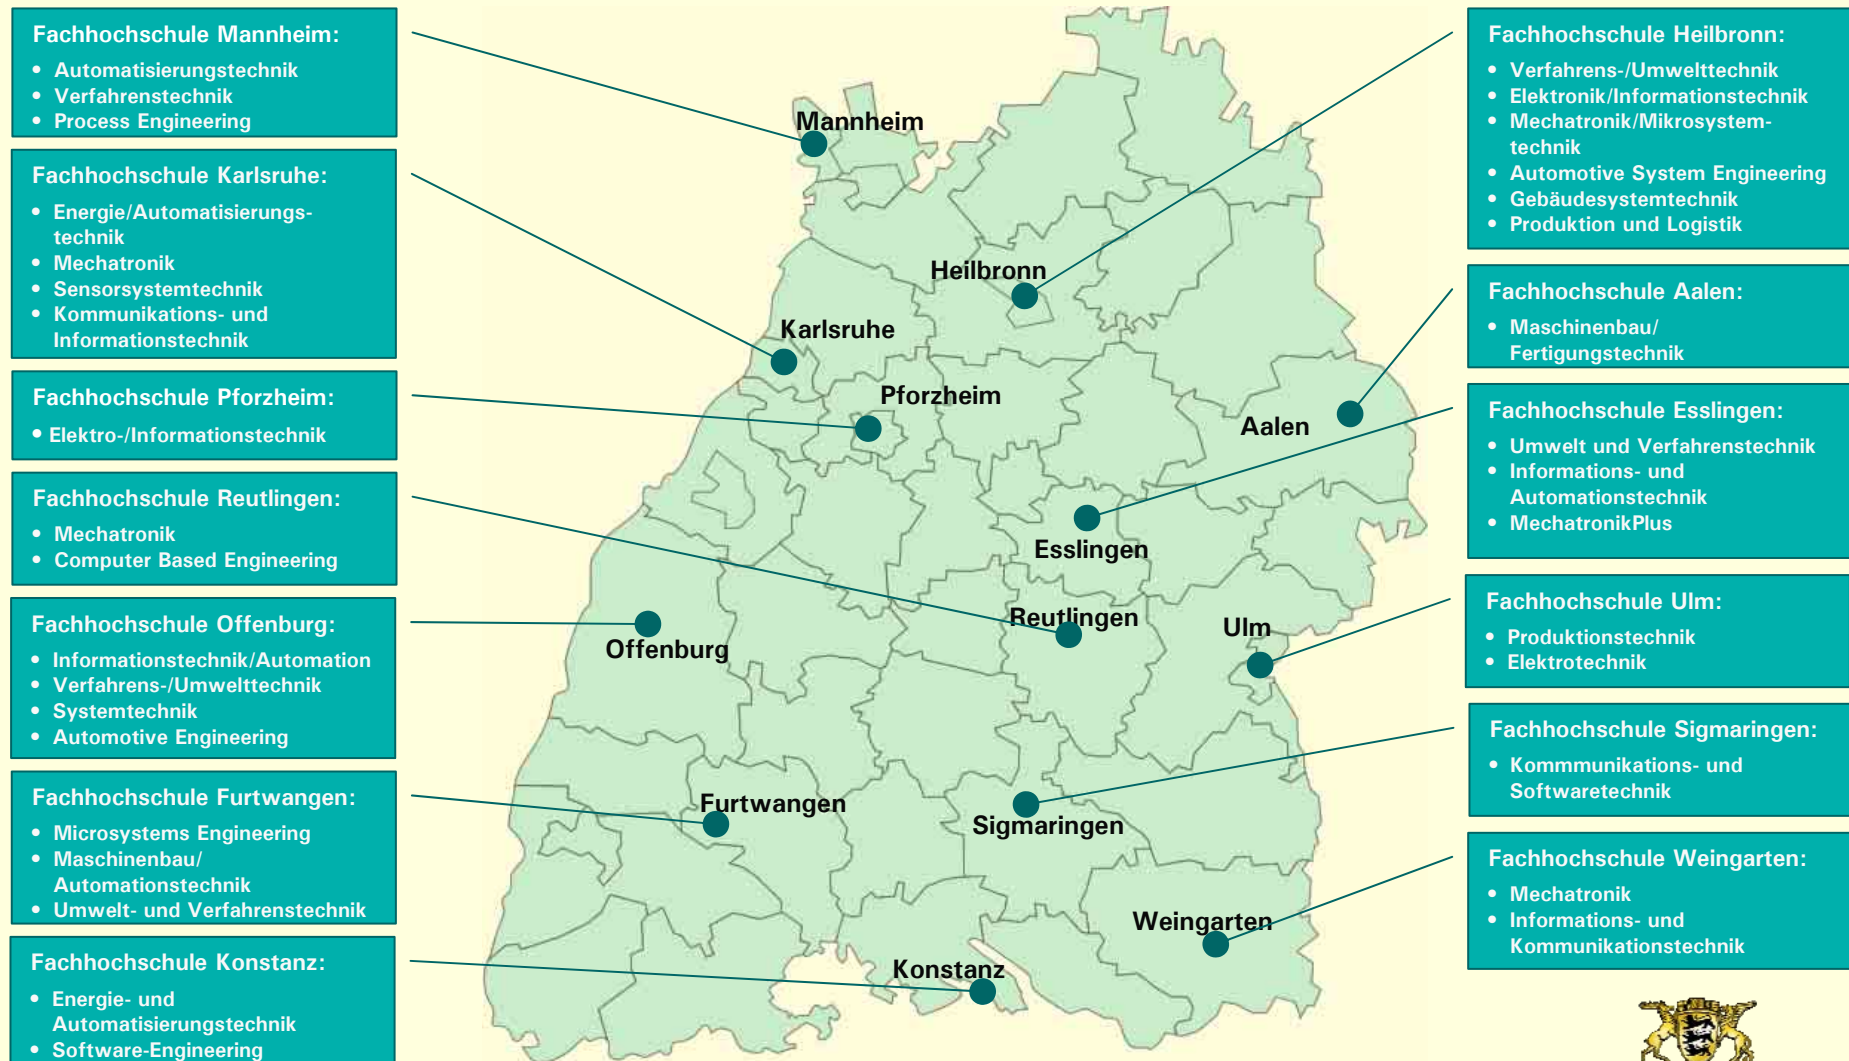 Fachhochschule Mannheim:
• Automatisierungstechnik
• Verfahrenstechnik
• Process Engineering
Fachhochschule Karlsruhe:
• Energie/Automatisierungs-
technik
• Mechatronik
• Sensorsystemtechnik
• Kommunikations- und
Informationstechnik
Fachhochschule Pforzheim:
• Elektro-/Informationstechnik
Fachhochschule Reutlingen:
• Mechatronik
• Computer Based Engineering
Fachhochschule Offenburg:
• Informationstechnik/Automation
• Verfahrens-/Umwelttechnik
• Systemtechnik
• Automotive Engineering
Fachhochschule Furtwangen:
• Microsystems Engineering
• Maschinenbau/
Automationstechnik
• Umwelt- und Verfahrenstechnik
Fachhochschule Konstanz:
• Energie- und
Automatisierungstechnik
• Software-Engineering
Mannheim
Heilbronn
Karlsruhe
Pforzheim
Aalen
Esslingen
Reutlingen
Ulm
Offenburg
Furtwangen
Sigmaringen
Weingarten
Konstanz
Fachhochschule Heilbronn:
• Verfahrens-/Umwelttechnik
• Elektronik/Informationstechnik
• Mechatronik/Mikrosystem-
technik
• Automotive System Engineering
• Gebäudesystemtechnik
• Produktion und Logistik
Fachhochschule Aalen:
• Maschinenbau/
Fertigungstechnik
Fachhochschule Esslingen:
• Umwelt und Verfahrenstechnik
• Informations- und
Automationstechnik
• MechatronikPlus
Fachhochschule Ulm:
• Produktionstechnik
• Elektrotechnik
Fachhochschule Sigmaringen:
• Kommmunikations- und
Softwaretechnik
Fachhochschule Weingarten:
• Mechatronik
• Informations- und
Kommunikationstechnik